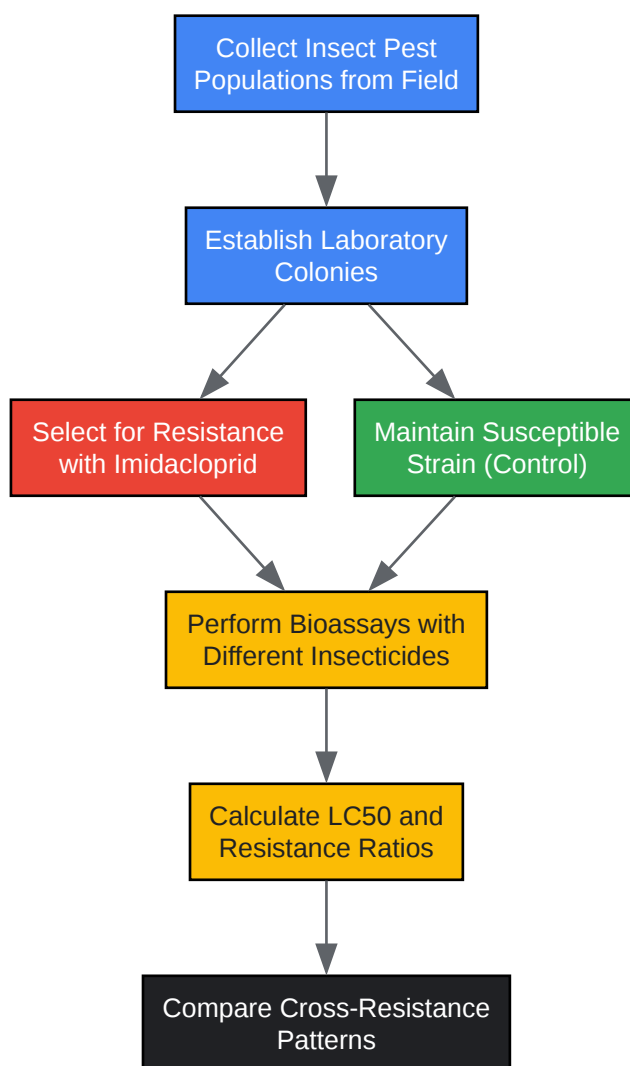 Collect Insect Pest
Populations from Field
Establish Laboratory
Colonies
Select for Resistance
with Imidacloprid
Maintain Susceptible
Strain (Control)
Perform Bioassays with
Different Insecticides
Calculate LC50 and
Resistance Ratios
Compare Cross-Resistance
Patterns